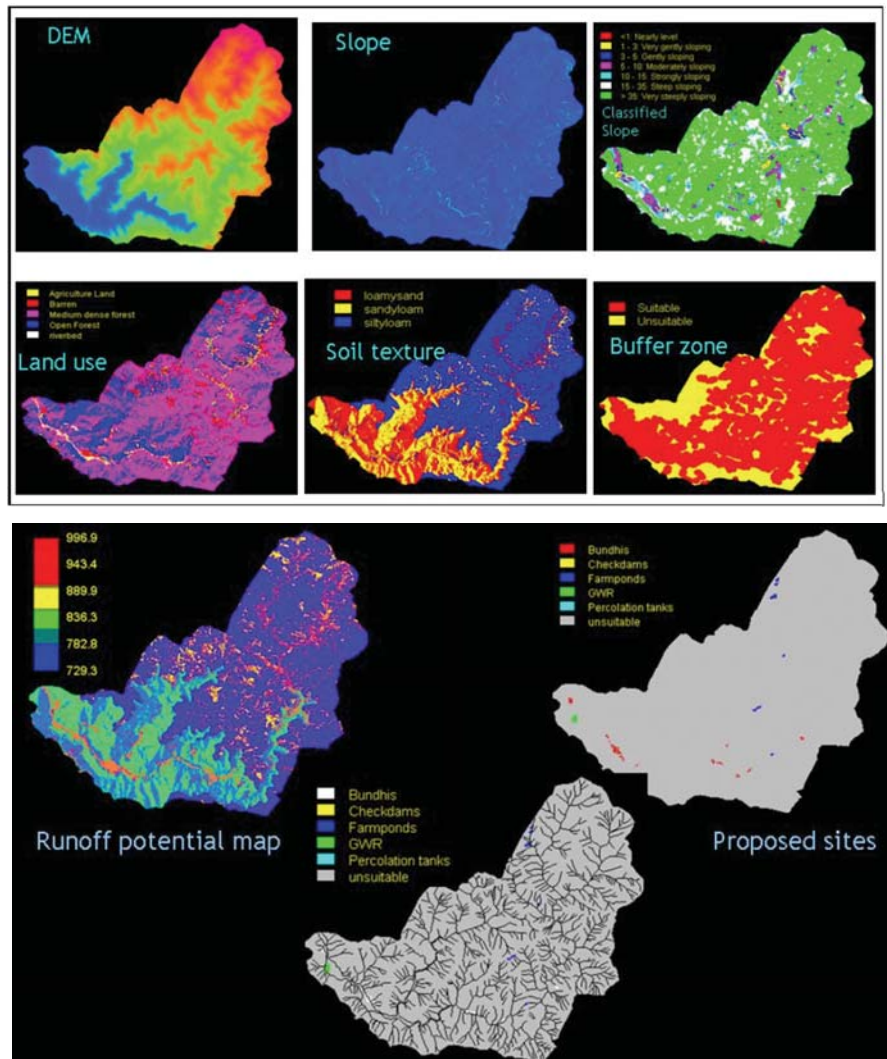 DEM
Slope
<1: Nearly level
1 - 3: Very gently sloping
3 - 5: Gently sloping
5 - 10: Moderately sloping
10 - 15: Strongly sloping
15 - 35: Steep sloping
> 35: Very steeply sloping
Classified
Slope
Agriculture Land
Barren
Medium dense forest
Open Forest
riverbed
Land use
loamysand
sandyloam
siltyloam
Soil texture
Suitable
Unsuitable
Buffer zone
996.9
943.4
889.9
836.3
782.8
729.3
Runoff potential map
Bundhis
Checkdams
Farmponds
GWR
Percolation tanks
unsuitable
Proposed sites
Bundhis
Checkdams
Farmponds
GWR
Percolation tanks
unsuitable